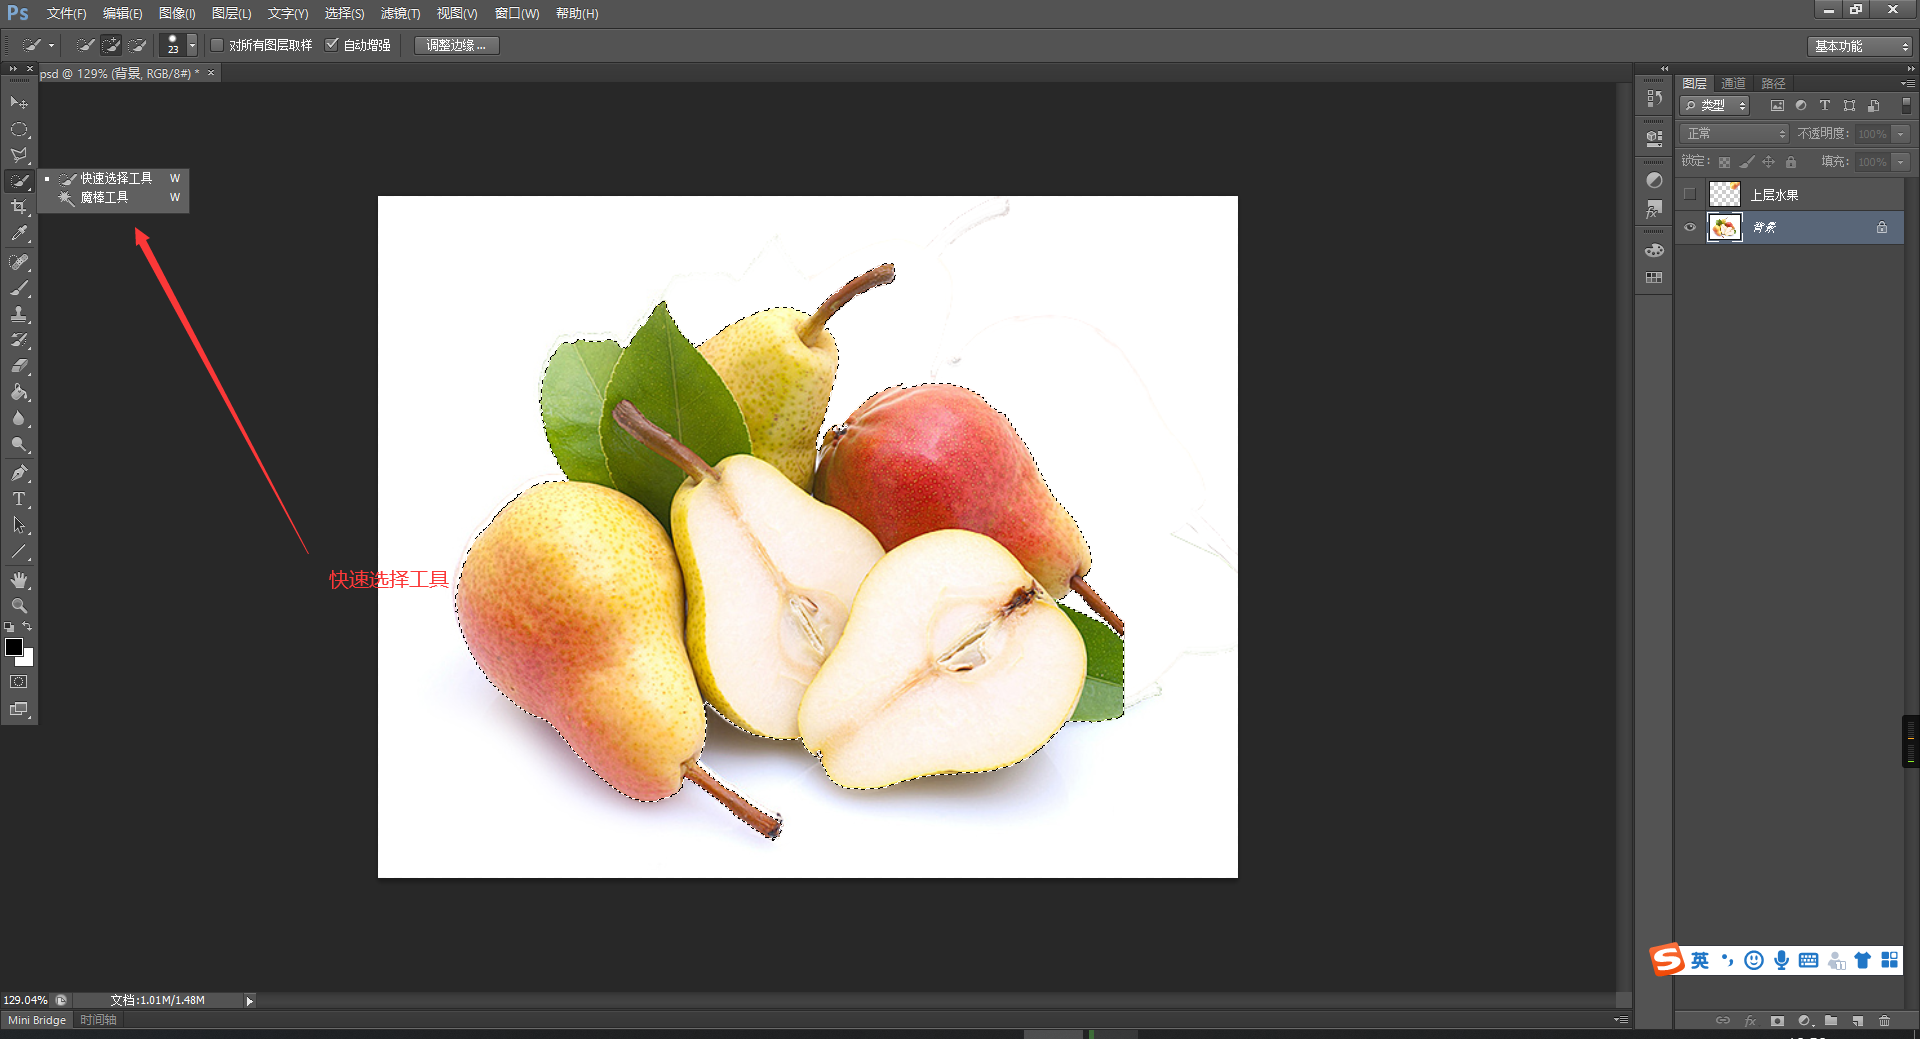 Ps 文件(F) 编辑(E) 图像(I) 图层(L) 文字(Y) 选择(S) 滤镜(T) 视图(V) 窗口(W) 帮助(H)
23 对所有图层取样 自动增强 调整边缘... 基本功能
psd @ 129% (背景, RGB/8#) * ×
图层 通道 路径
类型
正常 不透明度: 100%
锁定: 填充: 100%
快速选择工具 W
魔棒工具 W
上层水果
背景
快速选择工具
英
129.04% 文档:1.01M/1.48M
Mini Bridge 时间轴